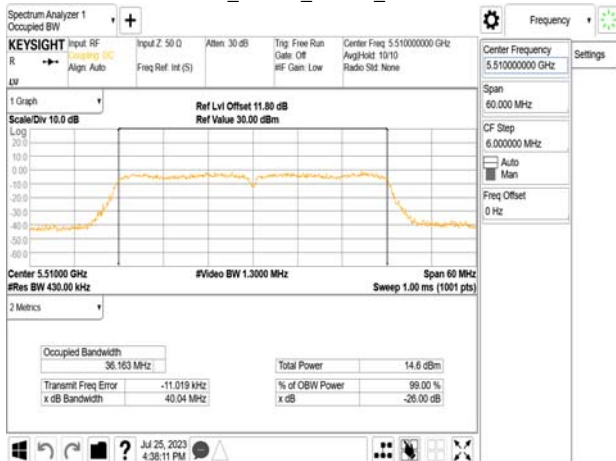 Spectrum Analyzer 1
Occupied BW
KEYSIGHT
R
Input: RF
Coupling: DC
Align: Auto
Input Z: 50 Ω
Freq Ref: Int (S)
Atten: 30 dB
Trig: Free Run
Gate: Off
#IF Gain: Low
Center Freq: 5.510000000 GHz
Avg|Hold: 10/10
Radio Std: None
1 Graph
Scale/Div 10.0 dB
Ref Lvl Offset 11.80 dB
Ref Value 30.00 dBm
Log
20.0
10.0
0.00
-10.0
-20.0
-30.0
-40.0
-50.0
-60.0
Center 5.51000 GHz
#Res BW 430.00 kHz
#Video BW 1.3000 MHz
Span 60 MHz
Sweep 1.00 ms (1001 pts)
2 Metrics
Occupied Bandwidth
36.163 MHz
Transmit Freq Error -11.019 kHz
x dB Bandwidth 40.04 MHz
Total Power 14.6 dBm
% of OBW Power 99.00 %
x dB -26.00 dB
Jul 25, 2023
4:38:11 PM
Frequency
Center Frequency
5.510000000 GHz
Settings
Span
60.000 MHz
CF Step
6.000000 MHz
Auto
Man
Freq Offset
0 Hz